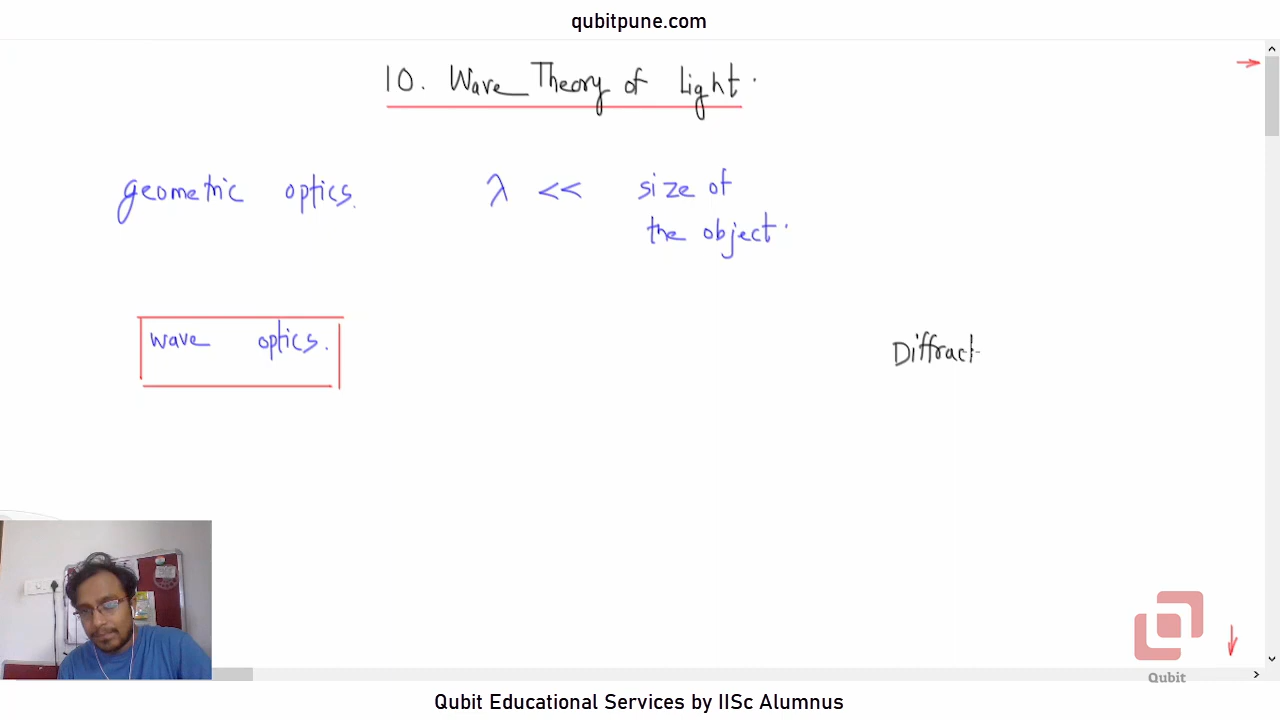 qubitpune.com
10. Wave Theory of Light.
geometric optics. λ << size of
the object.
wave optics.
Diffract
Qubit
Qubit Educational Services by IISc Alumnus